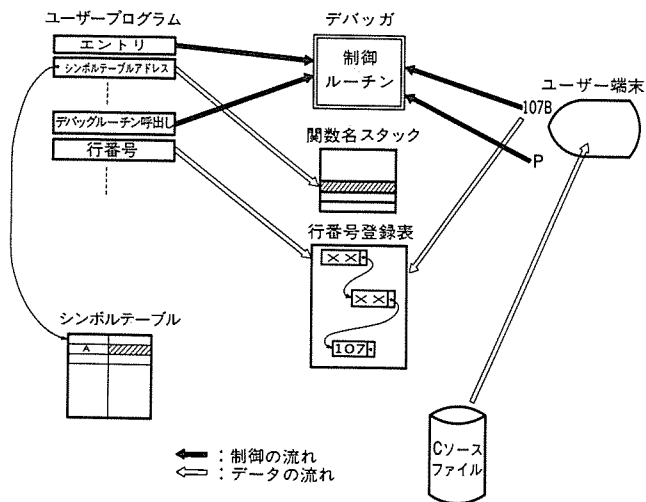 ユーザープログラム
デバッガ
エントリ
シンボルテーブルアドレス
制御
ルーチン
ユーザー端末
107B
デバッグルーチン呼出し
関数名スタック
行番号
P
行番号登録表
××
××
107
シンボルテーブル
A
Cソース
ファイル
:制御の流れ
:データの流れ